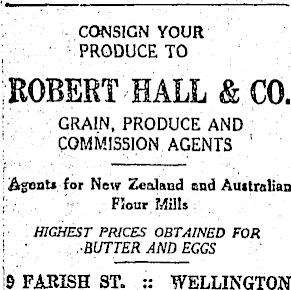 CONSIGN YOUR
PRODUCE TO
ROBERT HALL & CO.
GRAIN, PRODUCE AND
COMMISSION AGENTS
Agents for New Zealand and Australian
Flour Mills
HIGHEST PRICES OBTAINED FOR
BUTTER AND EGGS
9 FARISH ST. :: WELLINGTON